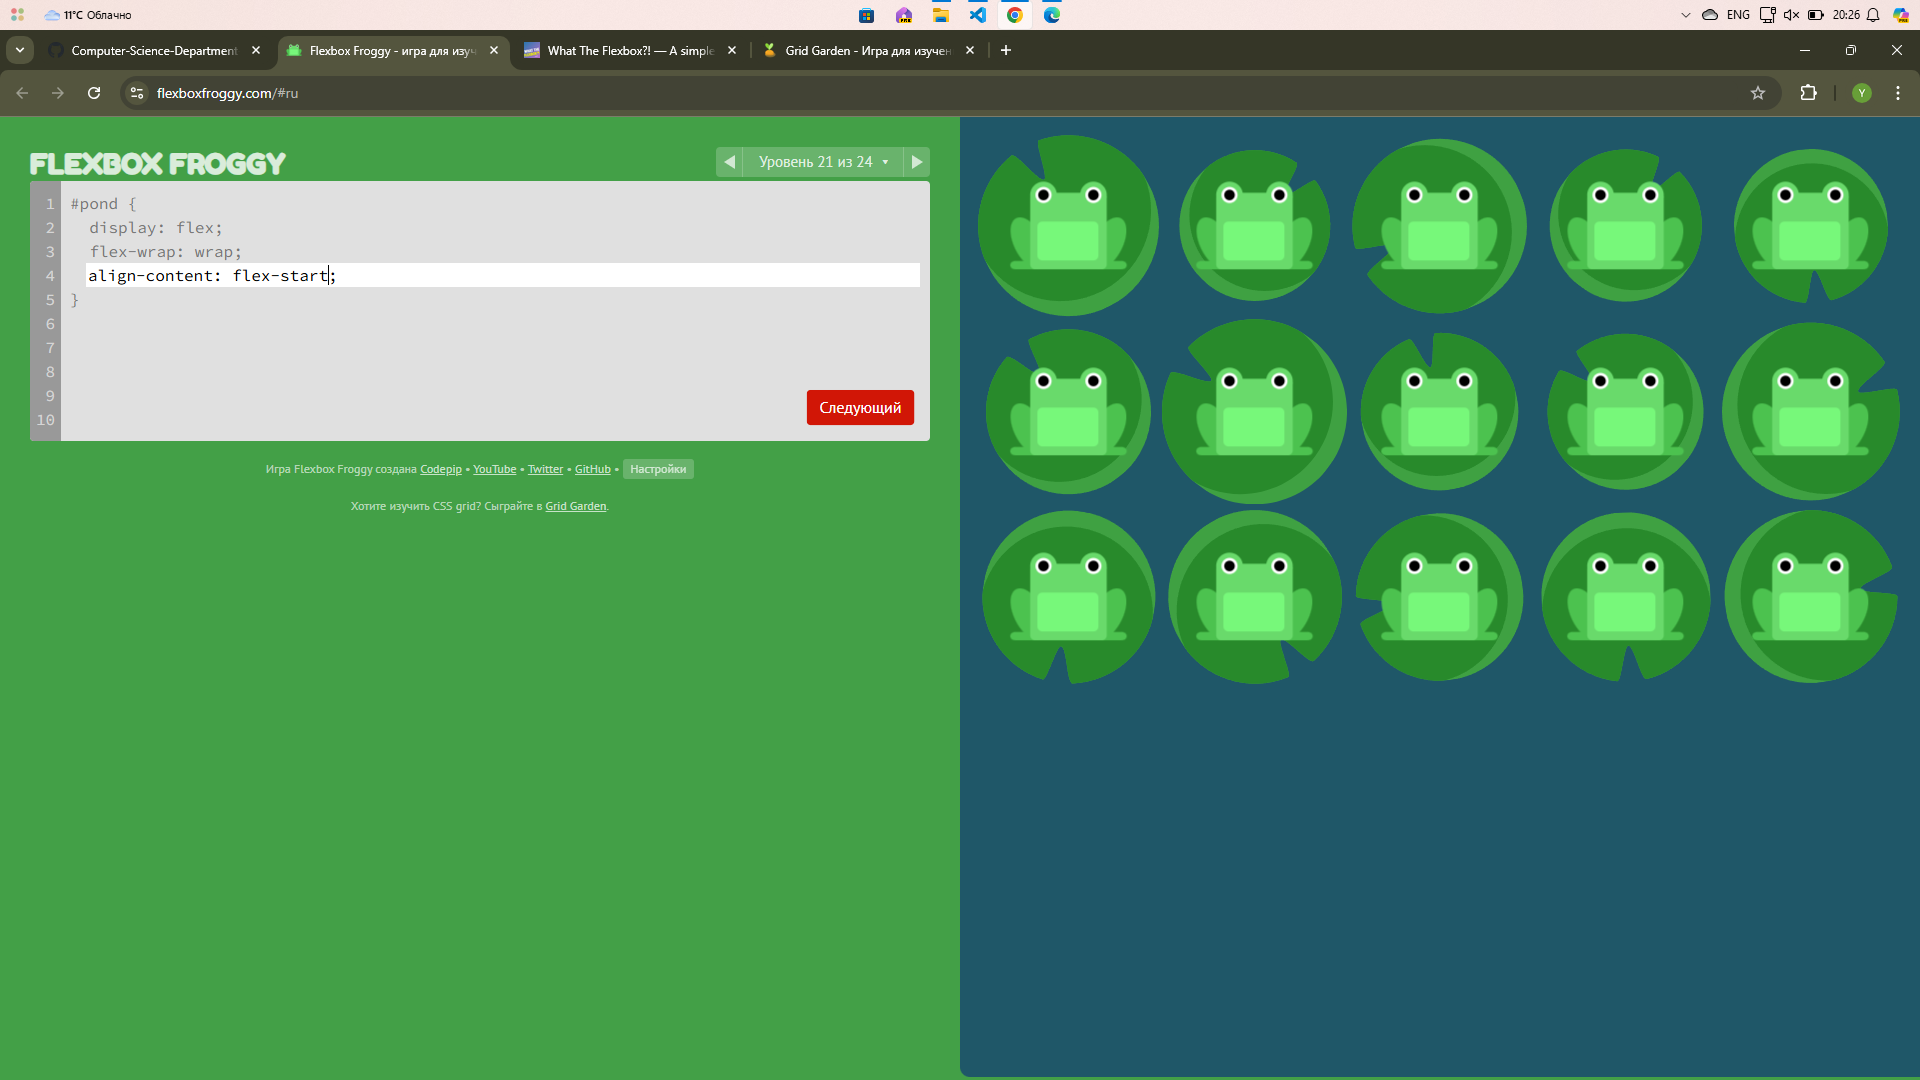 11°C Облачно
ENG
20:26
Computer-Science-Department
Flexbox Froggy - игра для изуч
What The Flexbox?! — A simple
Grid Garden - Игра для изучен
flexboxfroggy.com/#ru
Y
FLEXBOX FROGGY
Уровень 21 из 24
1 #pond {
2 display: flex;
3 flex-wrap: wrap;
4 align-content: flex-start;
5 }
6
7
8
9
10
Следующий
Игра Flexbox Froggy создана Codepip • YouTube • Twitter • GitHub • Настройки
Хотите изучить CSS grid? Сыграйте в Grid Garden.